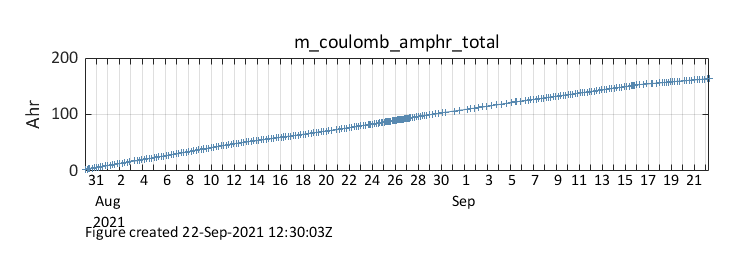 m_coulomb_amphr_total
Ahr
200
100
0
31 2 4 6 8 10 12 14 16 18 20 22 24 26 28 30 1 3 5 7 9 11 13 15 17 19 21
Aug Sep
2021
Figure created 22-Sep-2021 12:30:03Z